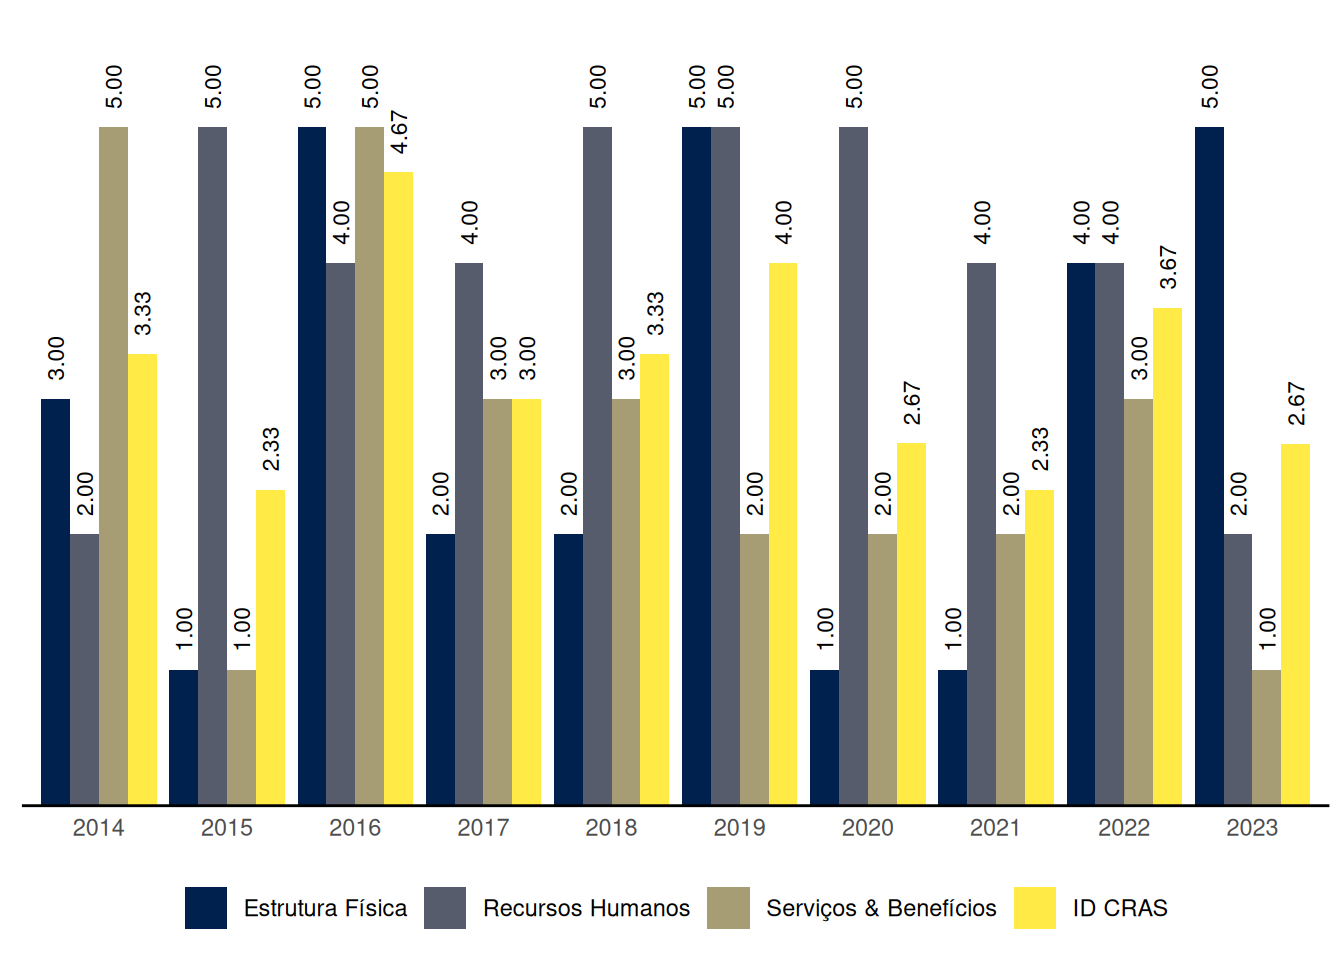 3.00 2.00 5.00 3.33
1.00 5.00 1.00 2.33
5.00 4.00 5.00 4.67
2.00 4.00 3.00 3.00
2.00 5.00 3.00 3.33
5.00 5.00 2.00 4.00
1.00 5.00 2.00 2.67
1.00 4.00 2.00 2.33
4.00 4.00 3.00 3.67
5.00 2.00 1.00 2.67
2014 2015 2016 2017 2018 2019 2020 2021 2022 2023
Estrutura Física Recursos Humanos Serviços & Benefícios ID CRAS